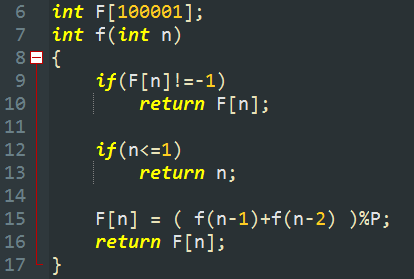 6 int F[100001];
7 int f(int n)
8 {
9     if(F[n]!=-1)
10         return F[n];
11
12     if(n<=1)
13         return n;
14
15     F[n] = ( f(n-1)+f(n-2) )%P;
16     return F[n];
17 }